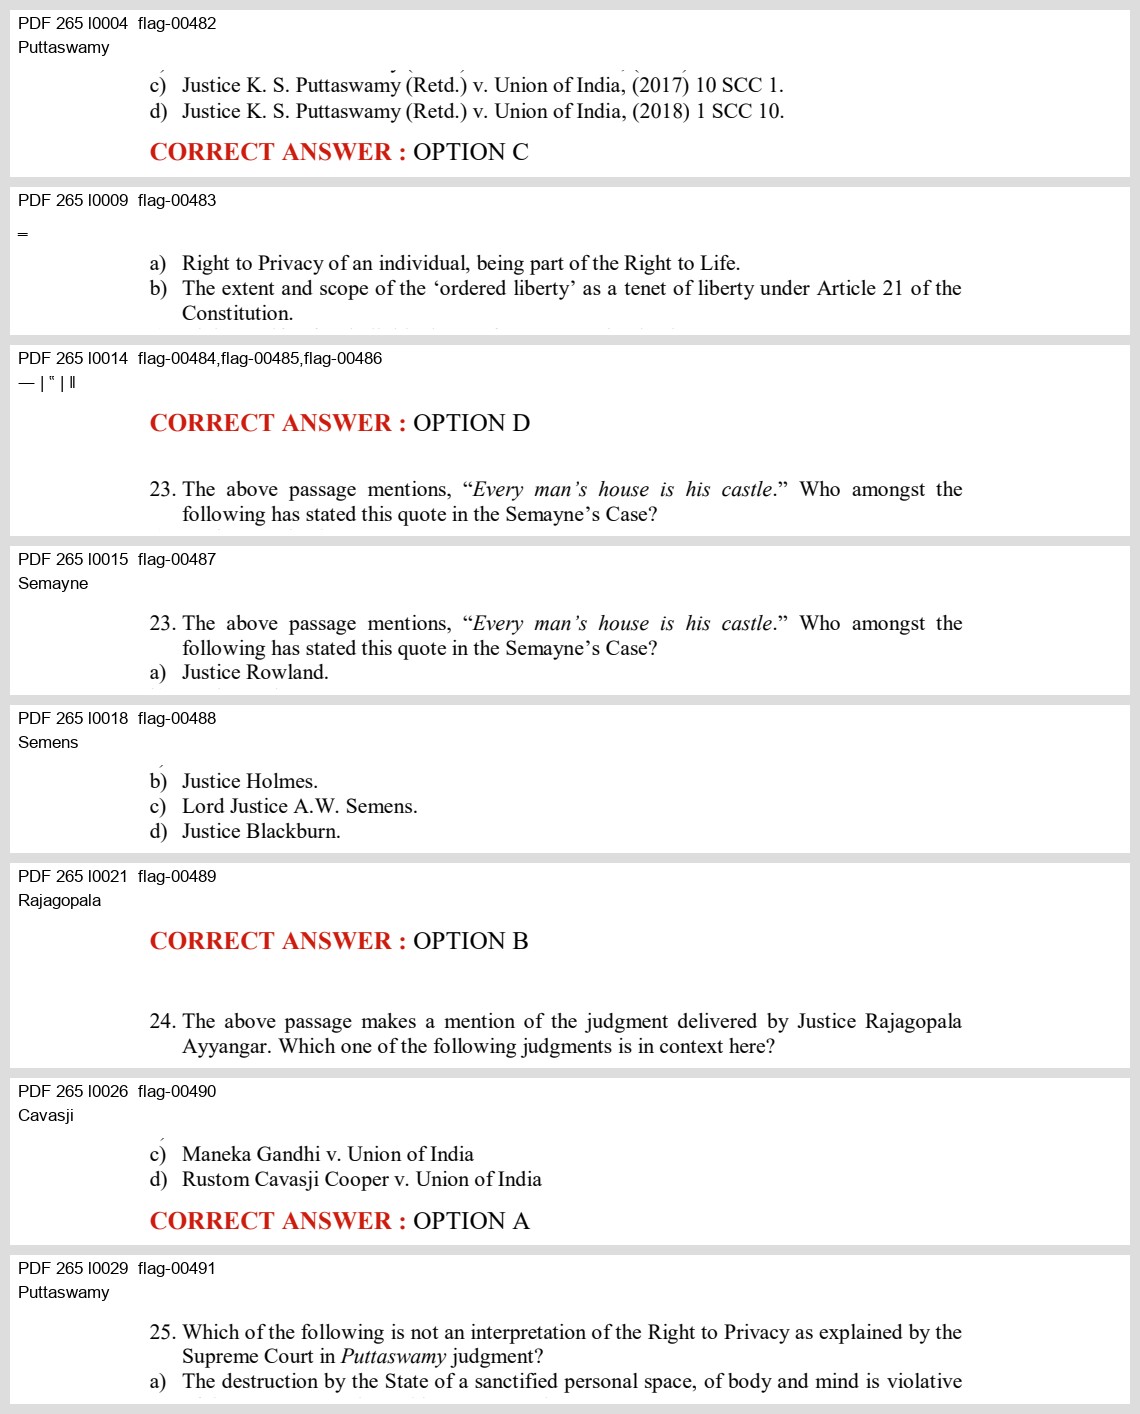 PDF 265 l0004 flag-00482
Puttaswamy
c) Justice K. S. Puttaswamy (Retd.) v. Union of India, (2017) 10 SCC 1.
d) Justice K. S. Puttaswamy (Retd.) v. Union of India, (2018) 1 SCC 10.
CORRECT ANSWER : OPTION C
PDF 265 l0009 flag-00483
‗
a) Right to Privacy of an individual, being part of the Right to Life.
b) The extent and scope of the ‘ordered liberty’ as a tenet of liberty under Article 21 of the
Constitution.
PDF 265 l0014 flag-00484,flag-00485,flag-00486
― | ‟ | ‖
CORRECT ANSWER : OPTION D
23. The above passage mentions, “Every man’s house is his castle.” Who amongst the
following has stated this quote in the Semayne’s Case?
PDF 265 l0015 flag-00487
Semayne
23. The above passage mentions, “Every man’s house is his castle.” Who amongst the
following has stated this quote in the Semayne’s Case?
a) Justice Rowland.
PDF 265 l0018 flag-00488
Semens
b) Justice Holmes.
c) Lord Justice A.W. Semens.
d) Justice Blackburn.
PDF 265 l0021 flag-00489
Rajagopala
CORRECT ANSWER : OPTION B
24. The above passage makes a mention of the judgment delivered by Justice Rajagopala
Ayyangar. Which one of the following judgments is in context here?
PDF 265 l0026 flag-00490
Cavasji
c) Maneka Gandhi v. Union of India
d) Rustom Cavasji Cooper v. Union of India
CORRECT ANSWER : OPTION A
PDF 265 l0029 flag-00491
Puttaswamy
25. Which of the following is not an interpretation of the Right to Privacy as explained by the
Supreme Court in Puttaswamy judgment?
a) The destruction by the State of a sanctified personal space, of body and mind is violative